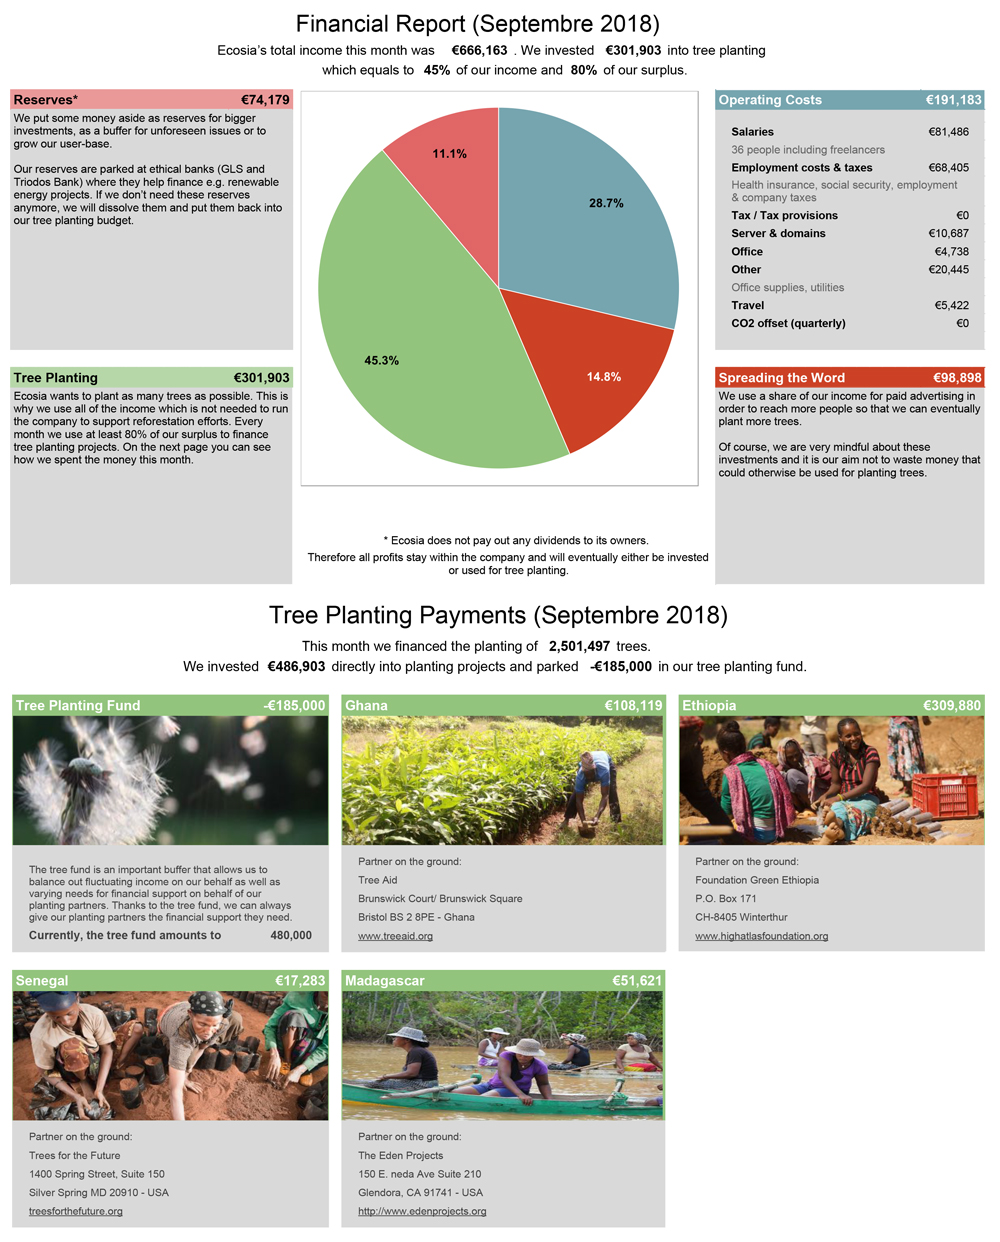 Financial Report (Septembre 2018)
Ecosia's total income this month was €666,163 . We invested €301,903 into tree planting
which equals to 45% of our income and 80% of our surplus.
Reserves* €74,179
We put some money aside as reserves for bigger
investments, as a buffer for unforeseen issues or to
grow our user-base.
Our reserves are parked at ethical banks (GLS and
Triodos Bank) where they help finance e.g. renewable
energy projects. If we don't need these reserves
anymore, we will dissolve them and put them back into
our tree planting budget.
Tree Planting €301,903
Ecosia wants to plant as many trees as possible. This is
why we use all of the income which is not needed to run
the company to support reforestation efforts. Every
month we use at least 80% of our surplus to finance
tree planting projects. On the next page you can see
how we spent the money this month.
11.1%
28.7%
45.3%
14.8%
* Ecosia does not pay out any dividends to its owners.
Therefore all profits stay within the company and will eventually either be invested
or used for tree planting.
Operating Costs €191,183
Salaries €81,486
36 people including freelancers
Employment costs & taxes €68,405
Health insurance, social security, employment
& company taxes
Tax / Tax provisions €0
Server & domains €10,687
Office €4,738
Other €20,445
Office supplies, utilities
Travel €5,422
CO2 offset (quarterly) €0
Spreading the Word €98,898
We use a share of our income for paid advertising in
order to reach more people so that we can eventually
plant more trees.
Of course, we are very mindful about these
investments and it is our aim not to waste money that
could otherwise be used for planting trees.
Tree Planting Payments (Septembre 2018)
This month we financed the planting of 2,501,497 trees.
We invested €486,903 directly into planting projects and parked -€185,000 in our tree planting fund.
Tree Planting Fund -€185,000
The tree fund is an important buffer that allows us to
balance out fluctuating income on our behalf as well as
varying needs for financial support on behalf of our
planting partners. Thanks to the tree fund, we can always
give our planting partners the financial support they need.
Currently, the tree fund amounts to 480,000
Ghana €108,119
Partner on the ground:
Tree Aid
Brunswick Court/ Brunswick Square
Bristol BS 2 8PE - Ghana
www.treeaid.org
Ethiopia €309,880
Partner on the ground:
Foundation Green Ethiopia
P.O. Box 171
CH-8405 Winterthur
www.highatlasfoundation.org
Senegal €17,283
Partner on the ground:
Trees for the Future
1400 Spring Street, Suite 150
Silver Spring MD 20910 - USA
treesforthefuture.org
Madagascar €51,621
Partner on the ground:
The Eden Projects
150 E. neda Ave Suite 210
Glendora, CA 91741 - USA
http://www.edenprojects.org